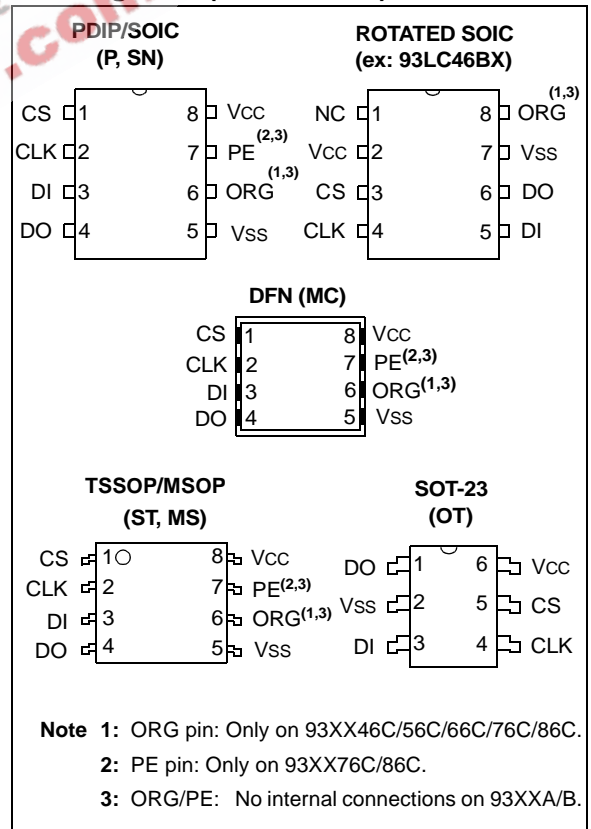 .com
PDIP/SOIC
(P, SN)
CS 1 8 VCC
CLK 2 7 PE(2,3)
DI 3 6 ORG(1,3)
DO 4 5 VSS
ROTATED SOIC
(ex: 93LC46BX)
NC 1 8 ORG(1,3)
VCC 2 7 VSS
CS 3 6 DO
CLK 4 5 DI
DFN (MC)
CS 1 8 VCC
CLK 2 7 PE(2,3)
DI 3 6 ORG(1,3)
DO 4 5 VSS
TSSOP/MSOP
(ST, MS)
CS 1 8 VCC
CLK 2 7 PE(2,3)
DI 3 6 ORG(1,3)
DO 4 5 VSS
SOT-23
(OT)
DO 1 6 VCC
VSS 2 5 CS
DI 3 4 CLK
Note 1: ORG pin: Only on 93XX46C/56C/66C/76C/86C.
2: PE pin: Only on 93XX76C/86C.
3: ORG/PE: No internal connections on 93XXA/B.